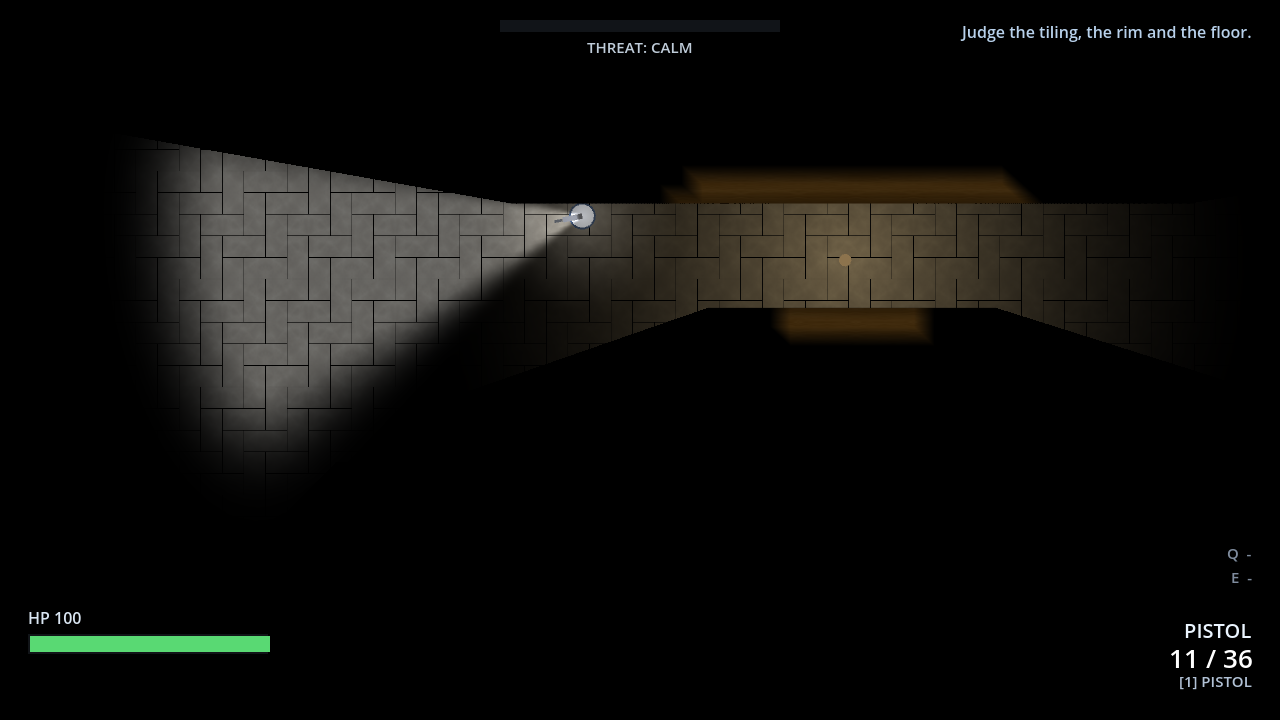 THREAT: CALM
Judge the tiling, the rim and the floor.
Q -
E -
HP 100
PISTOL
11 / 36
[1] PISTOL